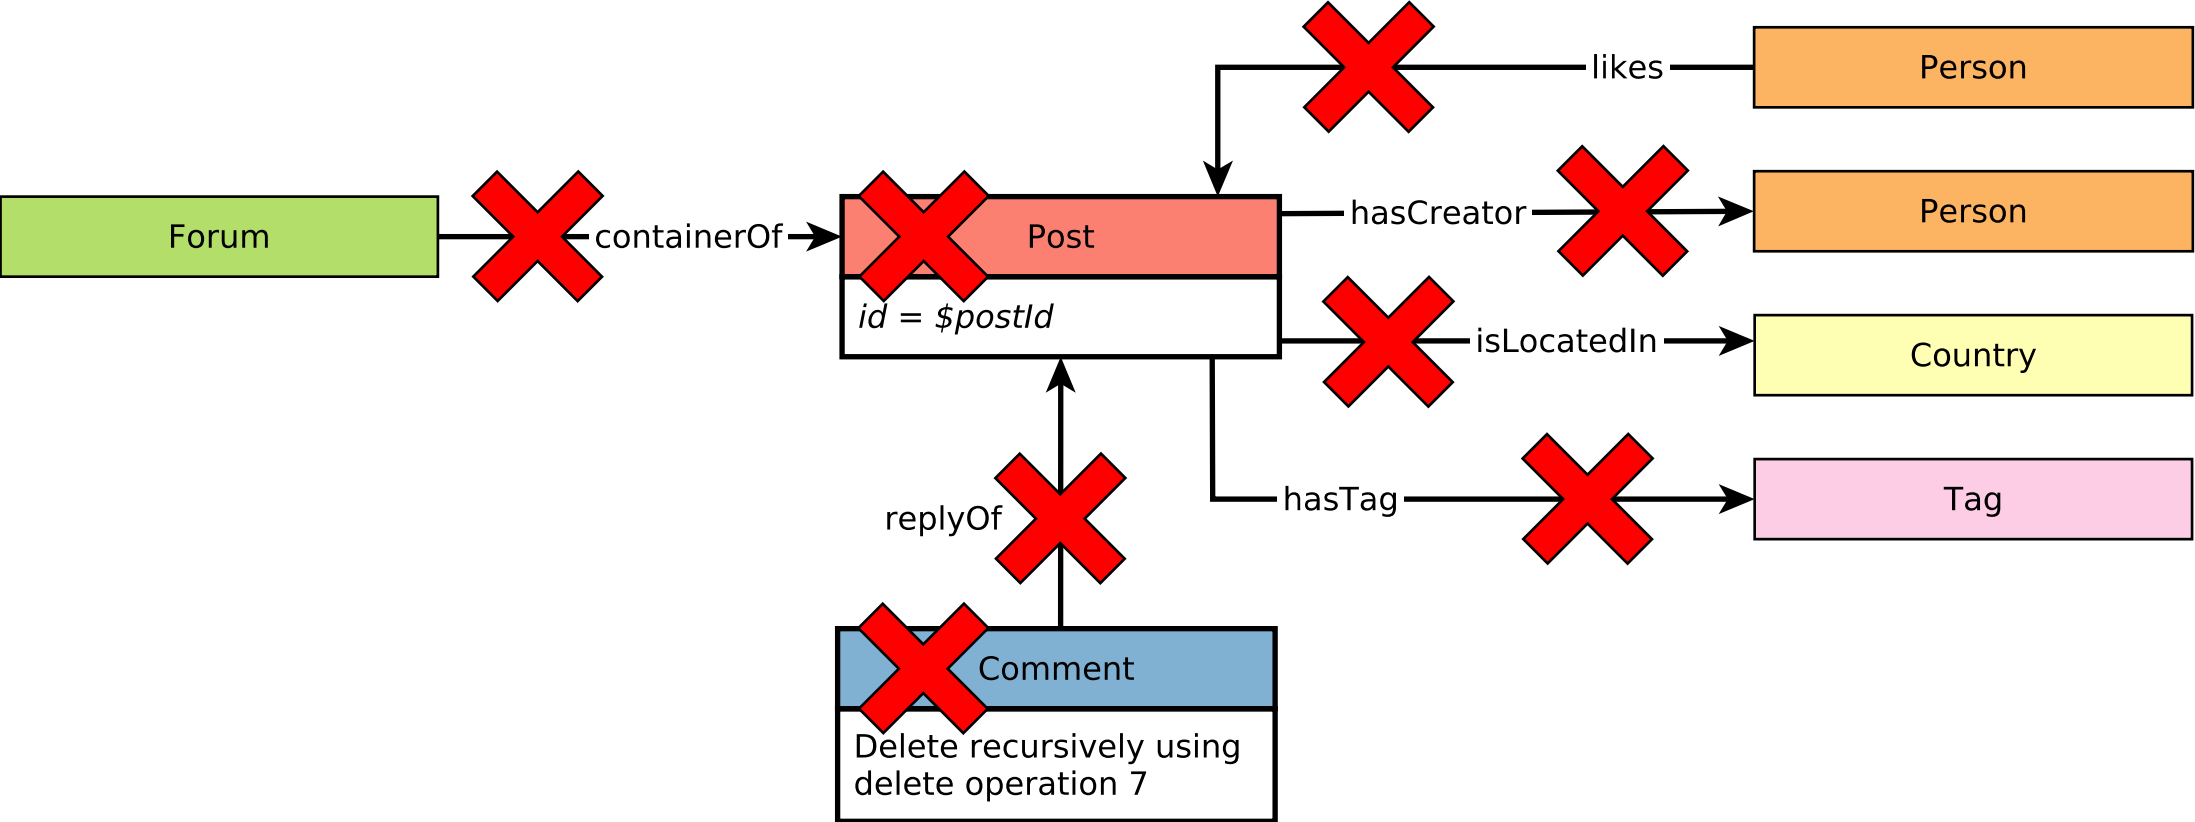 likes
Person
hasCreator
Person
Forum
containerOf
Post
id = $postId
isLocatedIn
Country
hasTag
Tag
replyOf
Comment
Delete recursively using
delete operation 7